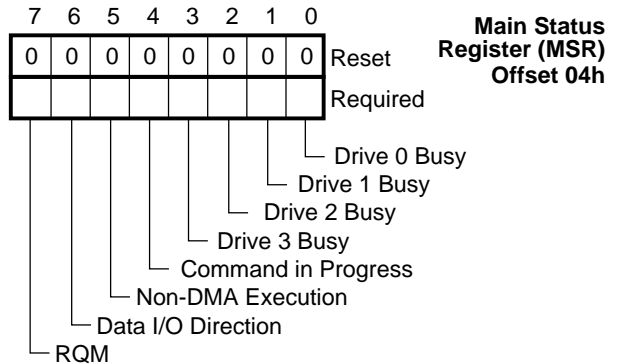 7 6 5 4 3 2 1 0
Main Status
Register (MSR)
Offset 04h
0 0 0 0 0 0 0 0 Reset
Required
Drive 0 Busy
Drive 1 Busy
Drive 2 Busy
Drive 3 Busy
Command in Progress
Non-DMA Execution
Data I/O Direction
RQM